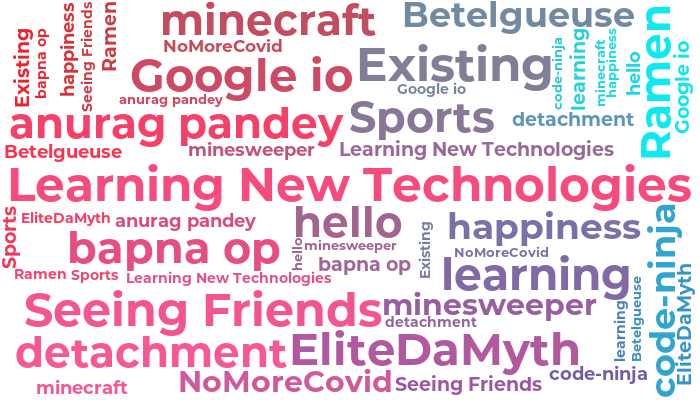 minecraft
Betelgueuse
Existing
bapna op
happiness
Seeing Friends
Ramen
NoMoreCovid
Google io
Existing
Google io
code-ninja
learning
minecraft
happiness
hello
Ramen
Google io
anurag pandey
anurag pandey
Sports
detachment
Betelgueuse
minesweeper
Learning New Technologies
Learning New Technologies
Sports
EliteDaMyth
anurag pandey
hello
happiness
bapna op
hello
minesweeper
bapna op
Existing
NoMoreCovid
learning
code-ninja
EliteDaMyth
Ramen
Sports
Learning New Technologies
Seeing Friends
minesweeper
detachment
learning
Betelgueuse
detachment
EliteDaMyth
minecraft
NoMoreCovid
Seeing Friends
code-ninja